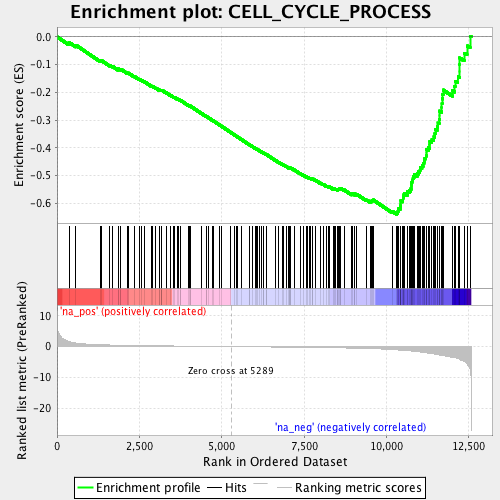 Enrichment plot: CELL_CYCLE_PROCESS
Enrichment score (ES)
0.0
-0.1
-0.2
-0.3
-0.4
-0.5
-0.6
'na_pos' (positively correlated)
Ranked list metric (PreRanked)
10
5
0
-5
-10
-20
Zero cross at 5289
'na_neg' (negatively correlated)
0
2,500
5,000
7,500
10,000
12,500
Rank in Ordered Dataset
Enrichment profile
Hits
Ranking metric scores